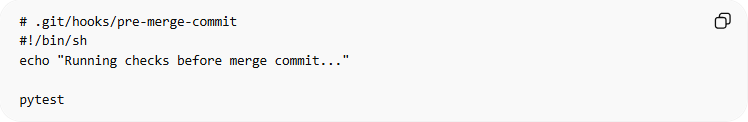 # .git/hooks/pre-merge-commit
#!/bin/sh
echo "Running checks before merge commit..."
pytest